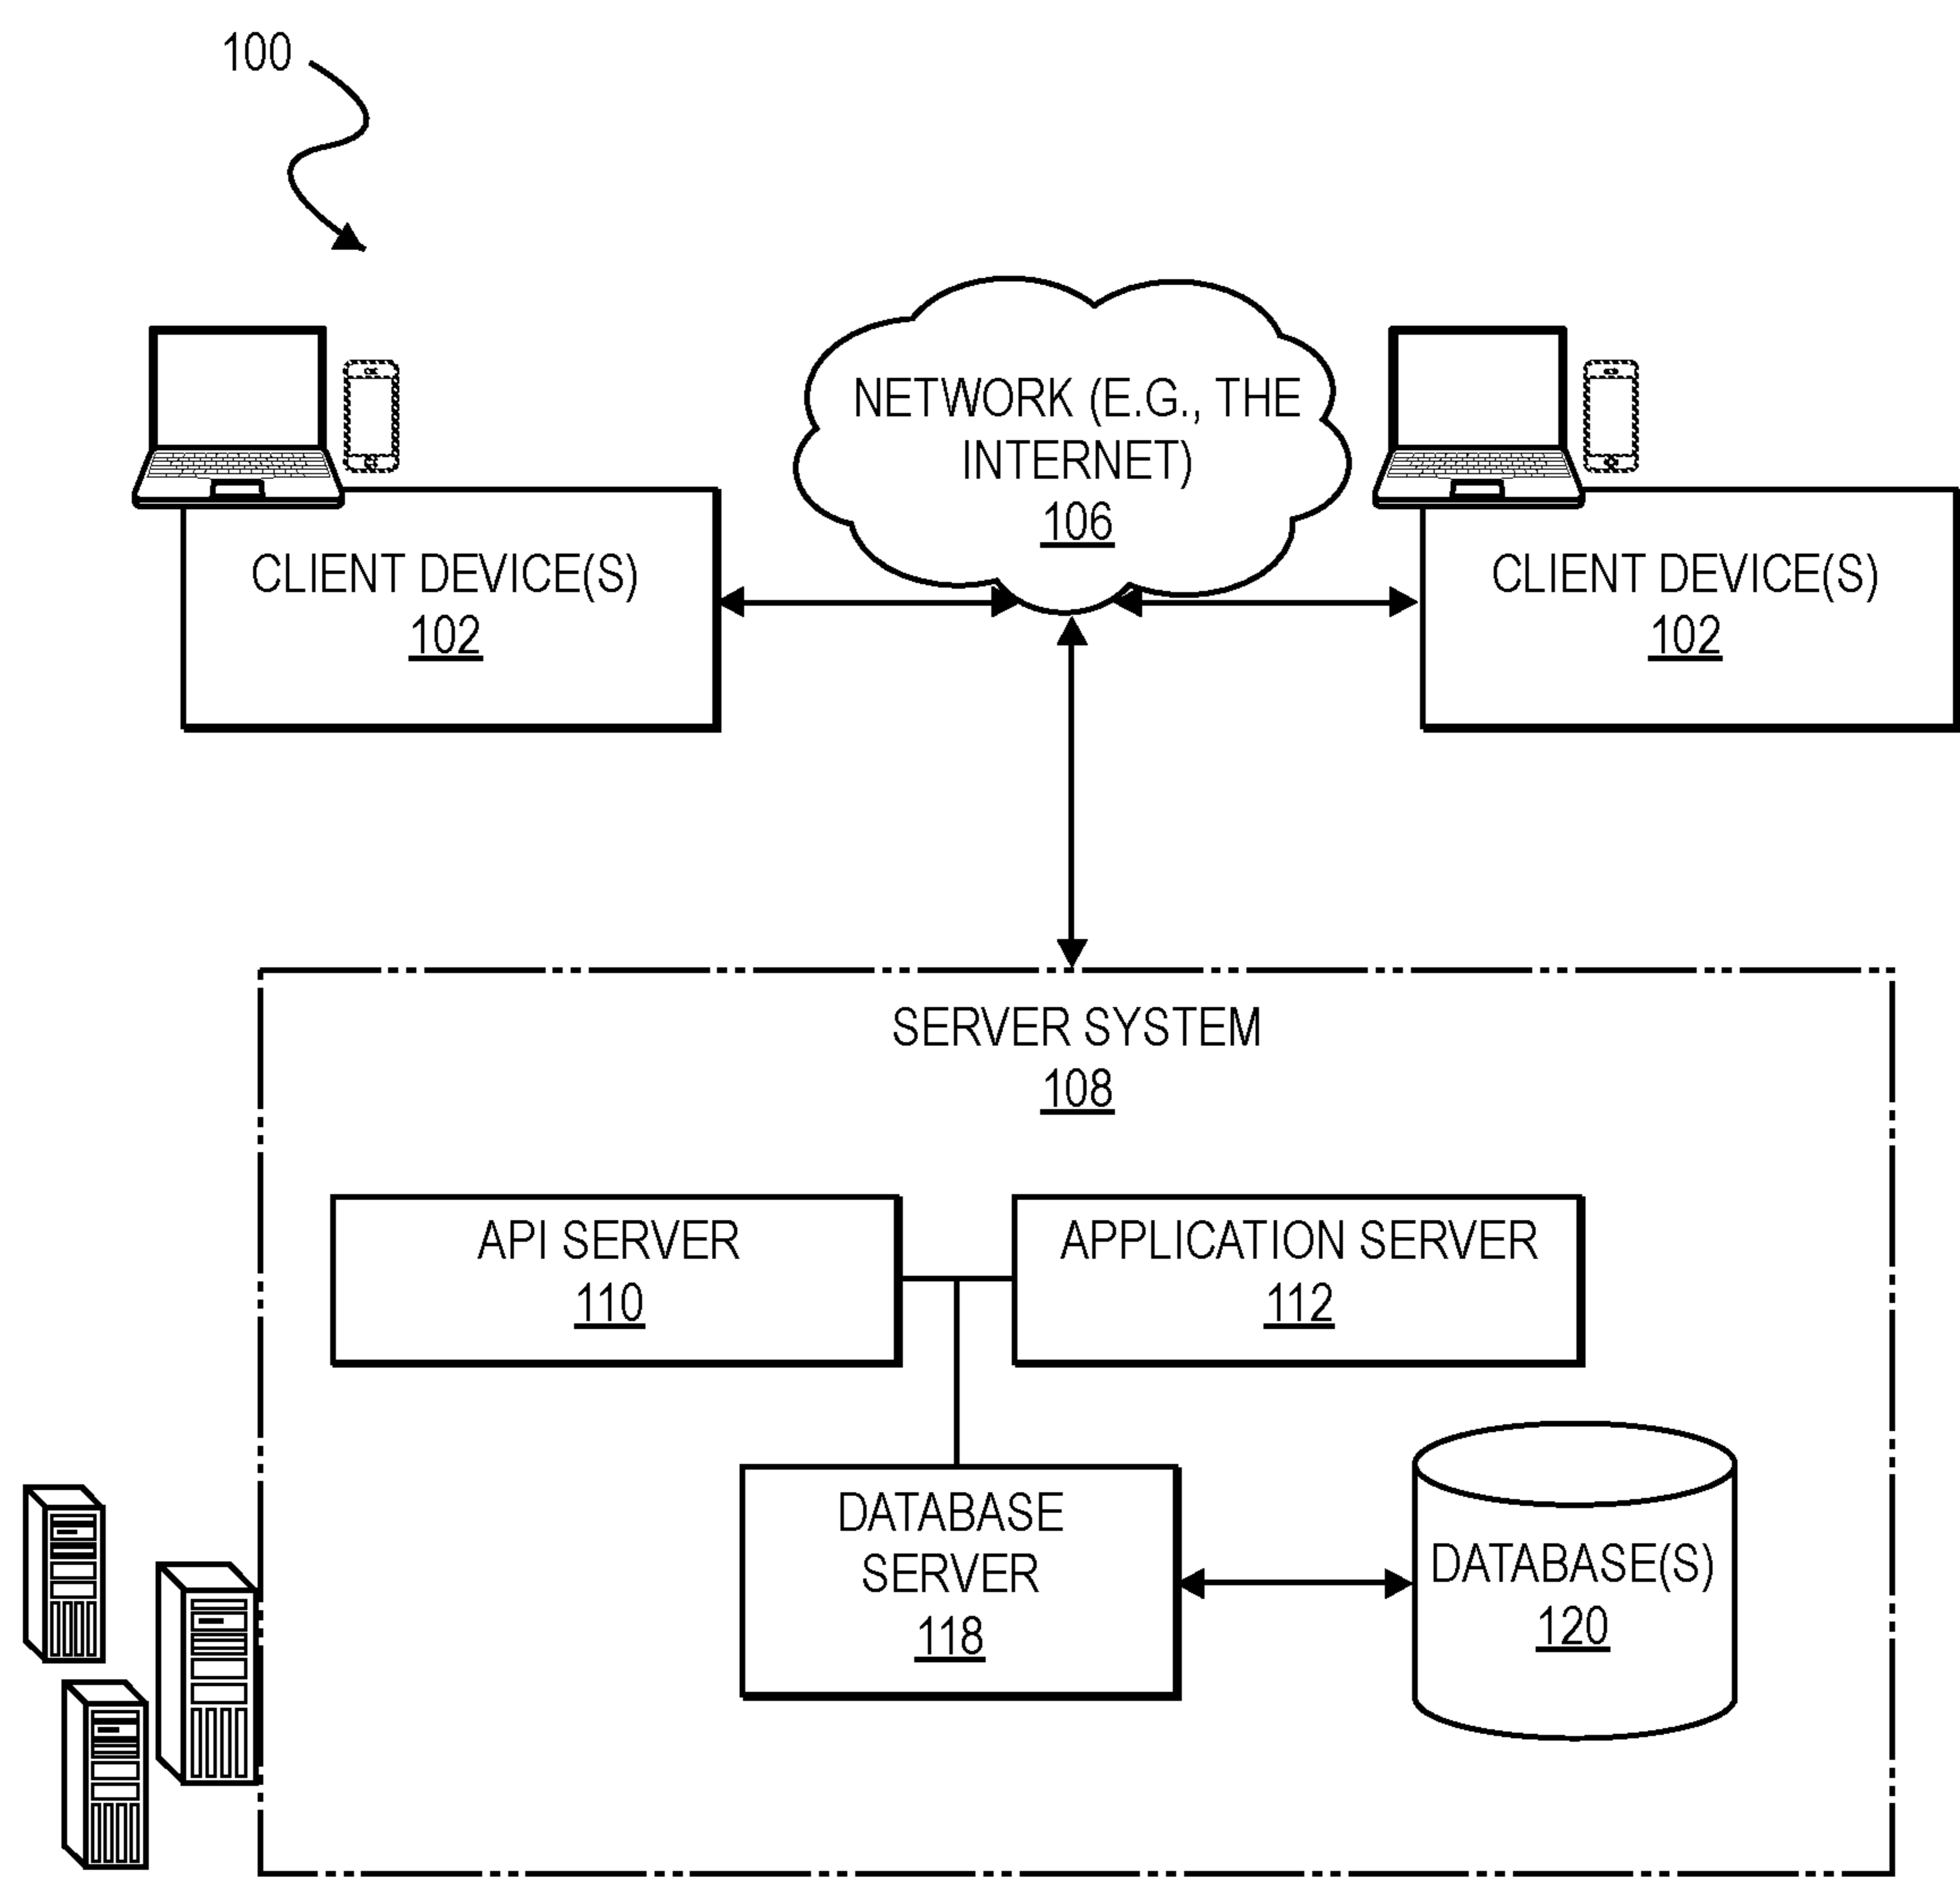 100
NETWORK (E.G., THE
INTERNET)
106
CLIENT DEVICE(S)
102
CLIENT DEVICE(S)
102
SERVER SYSTEM
108
API SERVER
110
APPLICATION SERVER
112
DATABASE
SERVER
118
DATABASE(S)
120